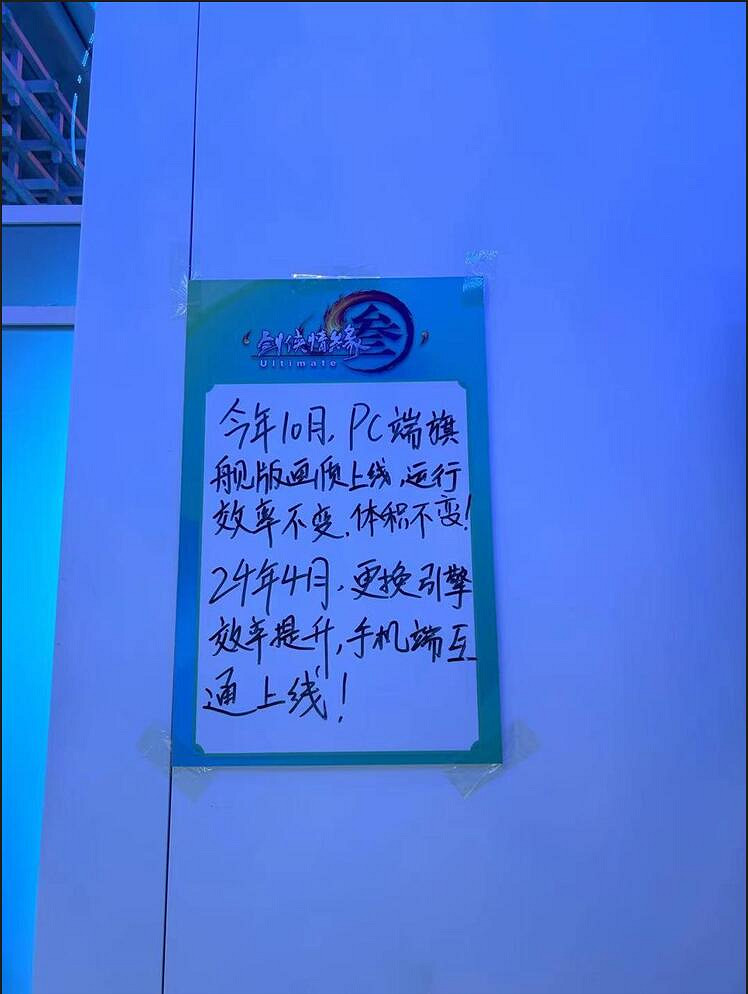 剑侠情缘叁
Ultimate
今年10月,PC端旗
舰版画质上线,运行
效率不变,体积不变!
24年4月,更换引擎
效率提升,手机端互
通上线!